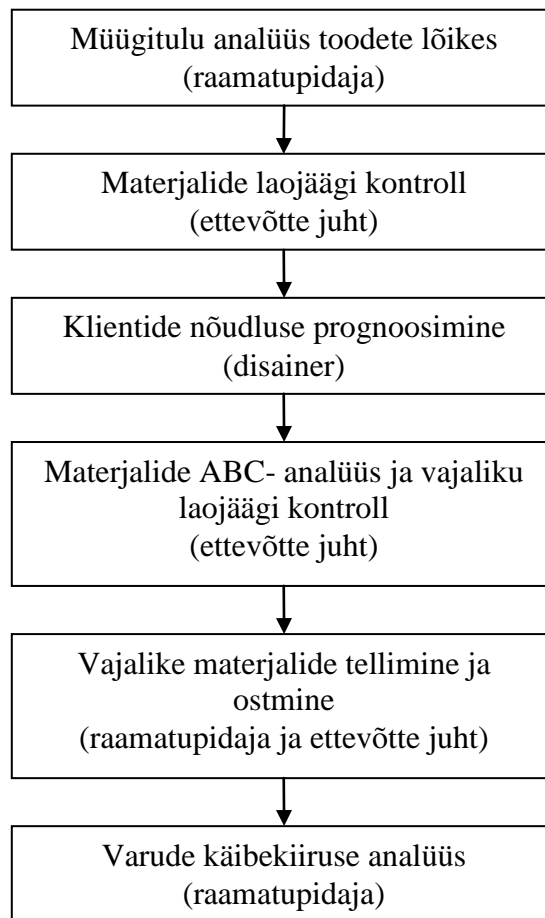 Müügitulu analüüs toodete lõikes
(raamatupidaja)
Materjalide laojäägi kontroll
(ettevõtte juht)
Klientide nõudluse prognoosimine
(disainer)
Materjalide ABC- analüüs ja vajaliku
laojäägi kontroll
(ettevõtte juht)
Vajalike materjalide tellimine ja
ostmine
(raamatupidaja ja ettevõtte juht)
Varude käibekiiruse analüüs
(raamatupidaja)